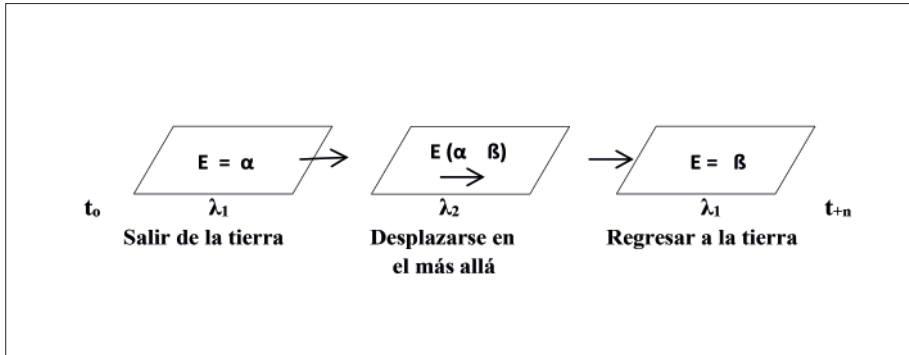 E = α
E (α ß)
E = ß
t₀ λ₁ λ₂ λ₁ t₊ₙ
Salir de la tierra
Desplazarse en
el más allá
Regresar a la tierra